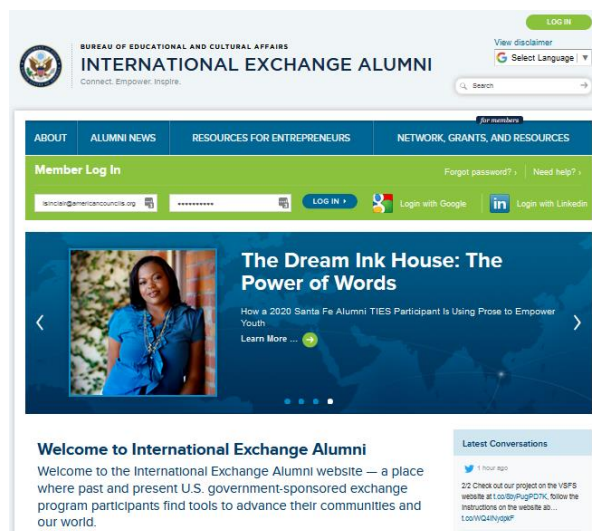 LOG IN
BUREAU OF EDUCATIONAL AND CULTURAL AFFAIRS
INTERNATIONAL EXCHANGE ALUMNI
Connect. Empower. Inspire.
View disclaimer
Select Language
Search
for members
ABOUT
ALUMNI NEWS
RESOURCES FOR ENTREPRENEURS
NETWORK, GRANTS, AND RESOURCES
Member Log In
Forgot password? ›
Need help? ›
lsinclair@americancouncils.org
LOG IN
Login with Google
in
Login with Linkedin
The Dream Ink House: The
Power of Words
How a 2020 Santa Fe Alumni TIES Participant Is Using Prose to Empower
Youth
Learn More ...
Welcome to International Exchange Alumni
Welcome to the International Exchange Alumni website — a place
where past and present U.S. government-sponsored exchange
program participants find tools to advance their communities and
our world.
Latest Conversations
1 hour ago
2/2 Check out our project on the VSFS
website at follow the
instructions on the website ab...